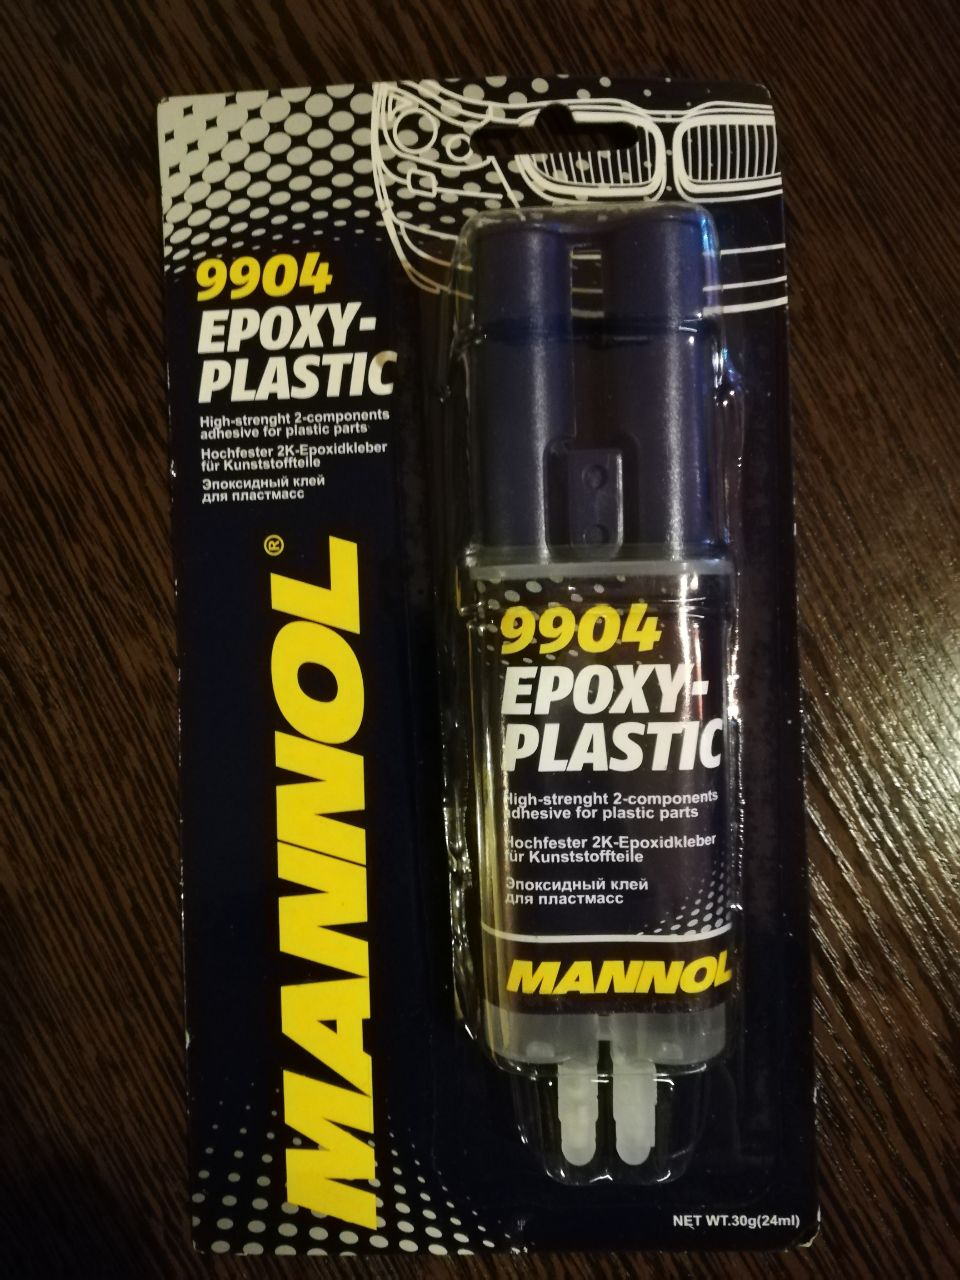 9904
EPOXY-
PLASTIC
High-strenght 2-components
adhesive for plastic parts
Hochfester 2K-Epoxidkleber
für Kunststoffteile
Эпоксидный клей
для пластмасс
MANNOL®
9904
EPOXY-
PLASTIC
High-strenght 2-components
adhesive for plastic parts
Hochfester 2K-Epoxidkleber
für Kunststoffteile
Эпоксидный клей
для пластмасс
MANNOL
NET WT.30g(24ml)